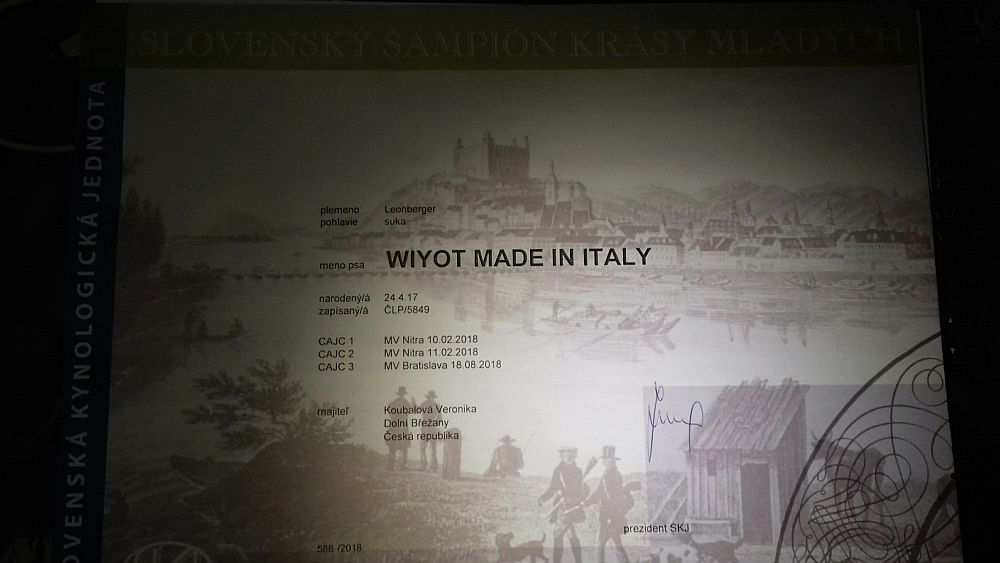 SLOVENSKÝ ŠAMPIÓN KRÁSY MLADÝCH
SLOVENSKÁ KYNOLOGICKÁ JEDNOTA
plemeno Leonberger
pohlavie suka
meno psa WIYOT MADE IN ITALY
narodený/á 24.4.17
zapísaný/á ČLP/5849
CAJC 1 MV Nitra 10.02.2018
CAJC 2 MV Nitra 11.02.2018
CAJC 3 MV Bratislava 18.08.2018
majiteľ Koubalová Veronika
Dolní Břežany
Česká republika
prezident SKJ
588 /2018